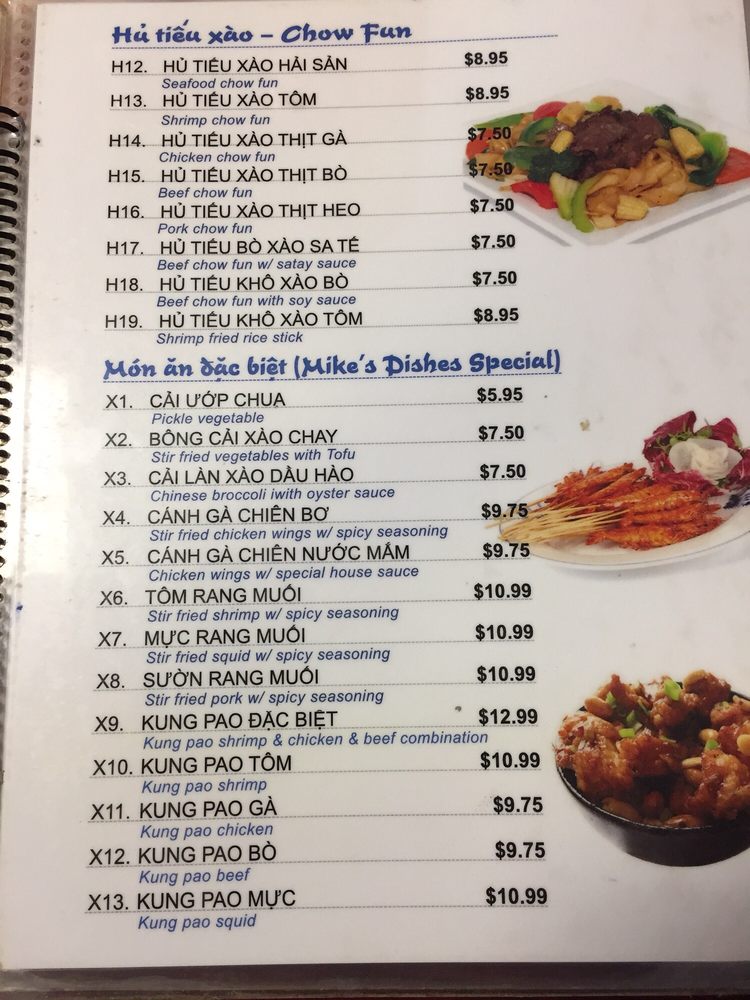 Hủ tiếu xào – Chow Fun
H12. HỦ TIẾU XÀO HẢI SẢN $8.95
Seafood chow fun
H13. HỦ TIẾU XÀO TÔM $8.95
Shrimp chow fun
H14. HỦ TIẾU XÀO THỊT GÀ $7.50
Chicken chow fun
H15. HỦ TIẾU XÀO THỊT BÒ $7.50
Beef chow fun
H16. HỦ TIẾU XÀO THỊT HEO $7.50
Pork chow fun
H17. HỦ TIẾU BÒ XÀO SA TẾ $7.50
Beef chow fun w/ satay sauce
H18. HỦ TIẾU KHÔ XÀO BÒ $7.50
Beef chow fun with soy sauce
H19. HỦ TIẾU KHÔ XÀO TÔM $8.95
Shrimp fried rice stick
Món ăn đặc biệt (Mike's Dishes Special)
X1. CẢI ƯỚP CHUA $5.95
Pickle vegetable
X2. BÔNG CẢI XÀO CHAY $7.50
Stir fried vegetables with Tofu
X3. CẢI LÀN XÀO DẦU HÀO $7.50
Chinese broccoli iwith oyster sauce
X4. CÁNH GÀ CHIÊN BƠ $9.75
Stir fried chicken wings w/ spicy seasoning
X5. CÁNH GÀ CHIÊN NƯỚC MẮM $9.75
Chicken wings w/ special house sauce
X6. TÔM RANG MUỐI $10.99
Stir fried shrimp w/ spicy seasoning
X7. MỰC RANG MUỐI $10.99
Stir fried squid w/ spicy seasoning
X8. SƯỜN RANG MUỐI $10.99
Stir fried pork w/ spicy seasoning
X9. KUNG PAO ĐẶC BIỆT $12.99
Kung pao shrimp & chicken & beef combination
X10. KUNG PAO TÔM $10.99
Kung pao shrimp
X11. KUNG PAO GÀ $9.75
Kung pao chicken
X12. KUNG PAO BÒ $9.75
Kung pao beef
X13. KUNG PAO MỰC $10.99
Kung pao squid